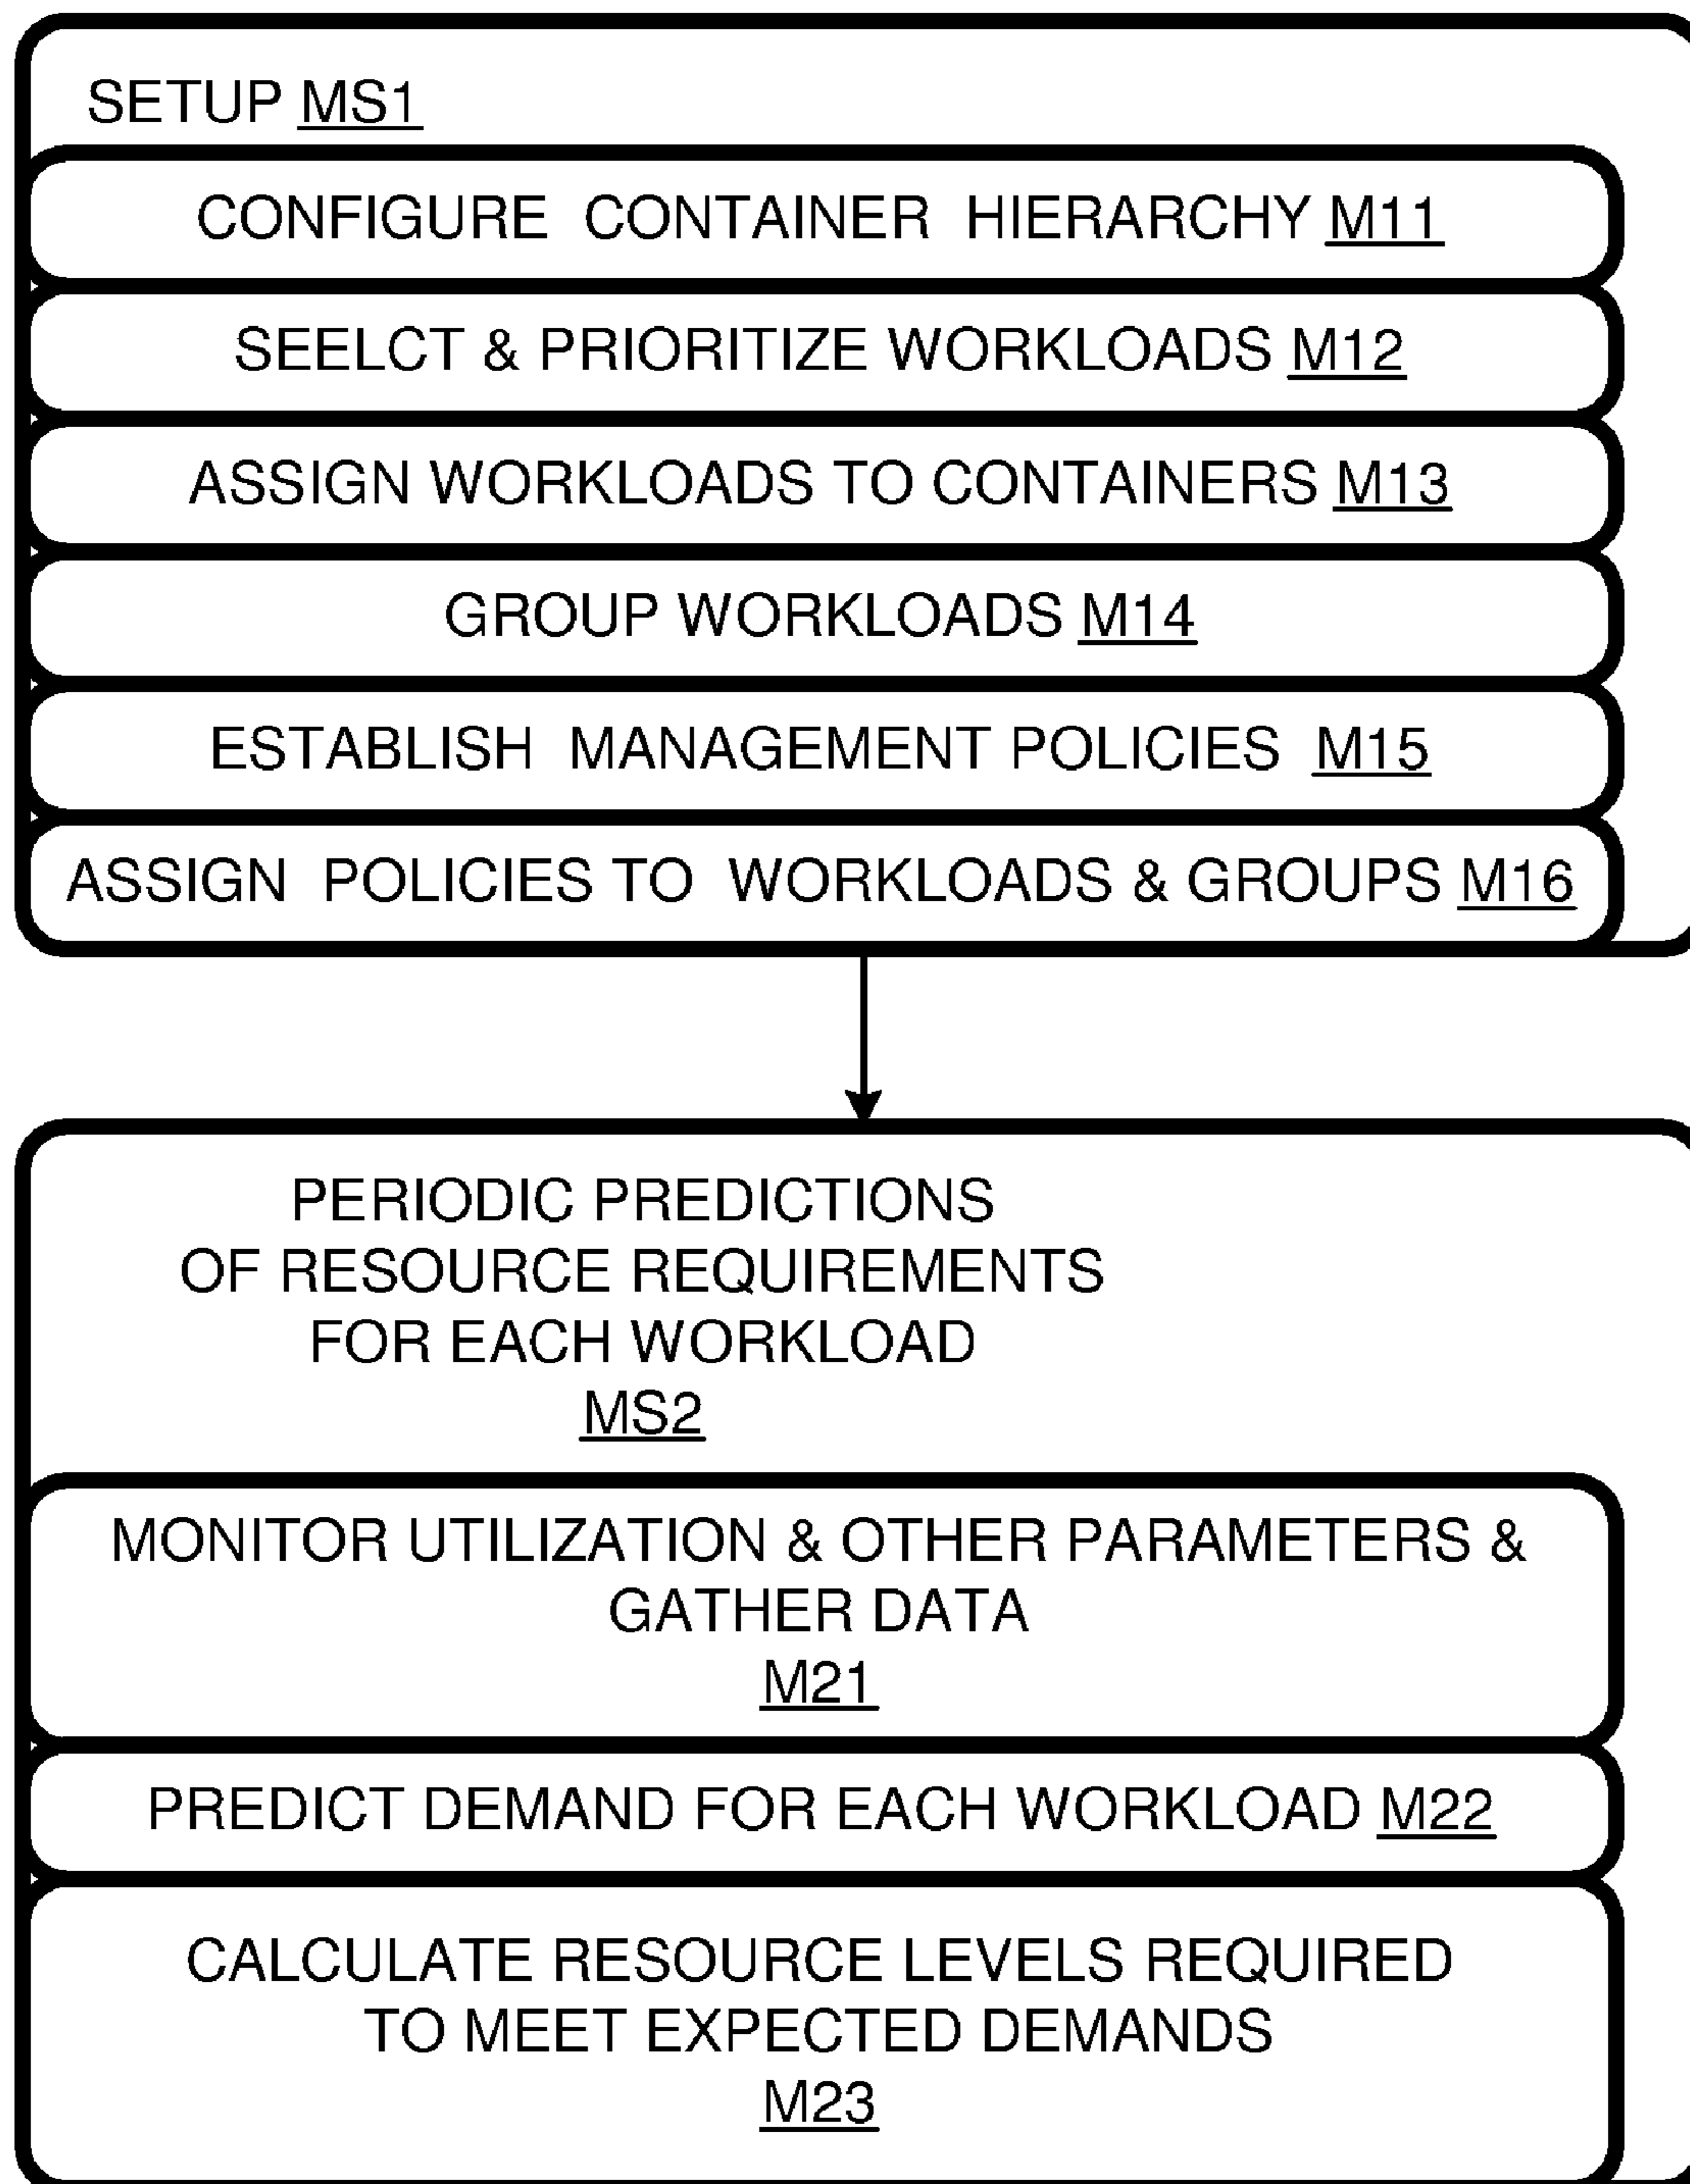 SETUP MS1
CONFIGURE CONTAINER HIERARCHY M11
SEELCT & PRIORITIZE WORKLOADS M12
ASSIGN WORKLOADS TO CONTAINERS M13
GROUP WORKLOADS M14
ESTABLISH MANAGEMENT POLICIES M15
ASSIGN POLICIES TO WORKLOADS & GROUPS M16
PERIODIC PREDICTIONS
OF RESOURCE REQUIREMENTS
FOR EACH WORKLOAD
MS2
MONITOR UTILIZATION & OTHER PARAMETERS &
GATHER DATA
M21
PREDICT DEMAND FOR EACH WORKLOAD M22
CALCULATE RESOURCE LEVELS REQUIRED
TO MEET EXPECTED DEMANDS
M23